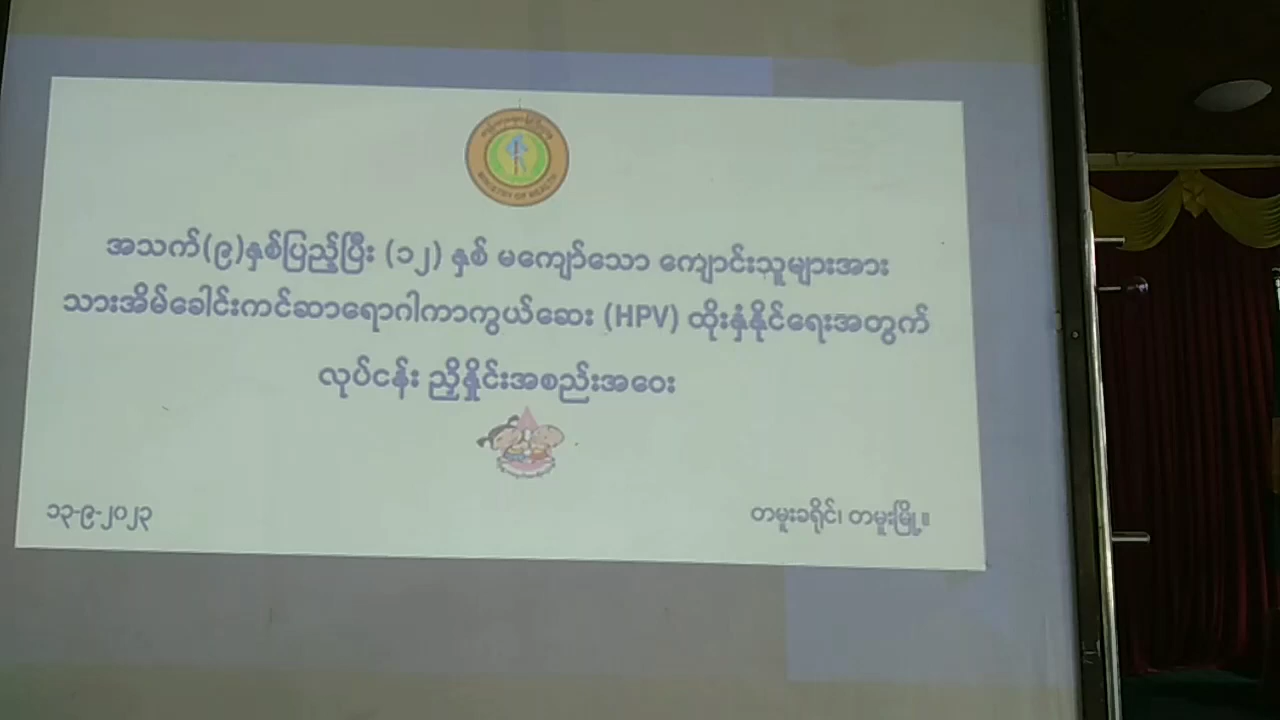 MINISTRY OF HEALTH
အသက်(၉)နှစ်ပြည့်ပြီး (၁၂) နှစ် မကျော်သော ကျောင်းသူများအား
သားအိမ်ခေါင်းကင်ဆာရောဂါကာကွယ်ဆေး (HPV) ထိုးနှံနိုင်ရေးအတွက်
လုပ်ငန်း ညှိနှိုင်းအစည်းအဝေး
၁၃-၉-၂၀၂၃
တမူးခရိုင်၊ တမူးမြို့။